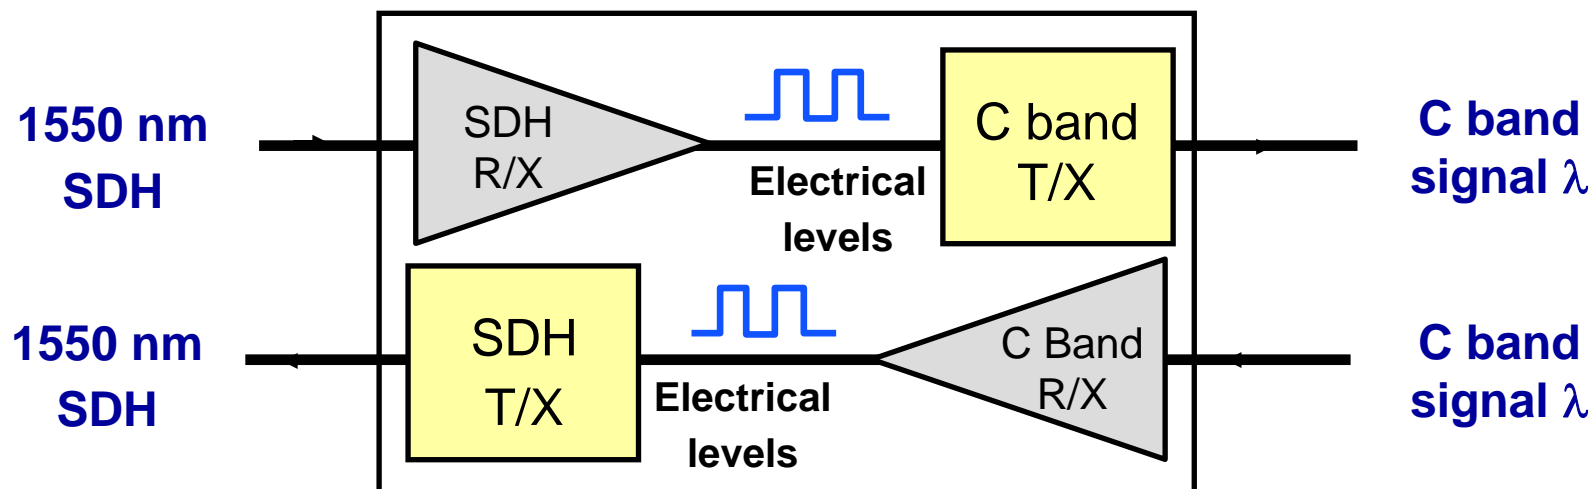 1550 nm
SDH
SDH
R/X
Electrical
levels
C band
T/X
C band
signal λ
1550 nm
SDH
SDH
T/X
Electrical
levels
C Band
R/X
C band
signal λ